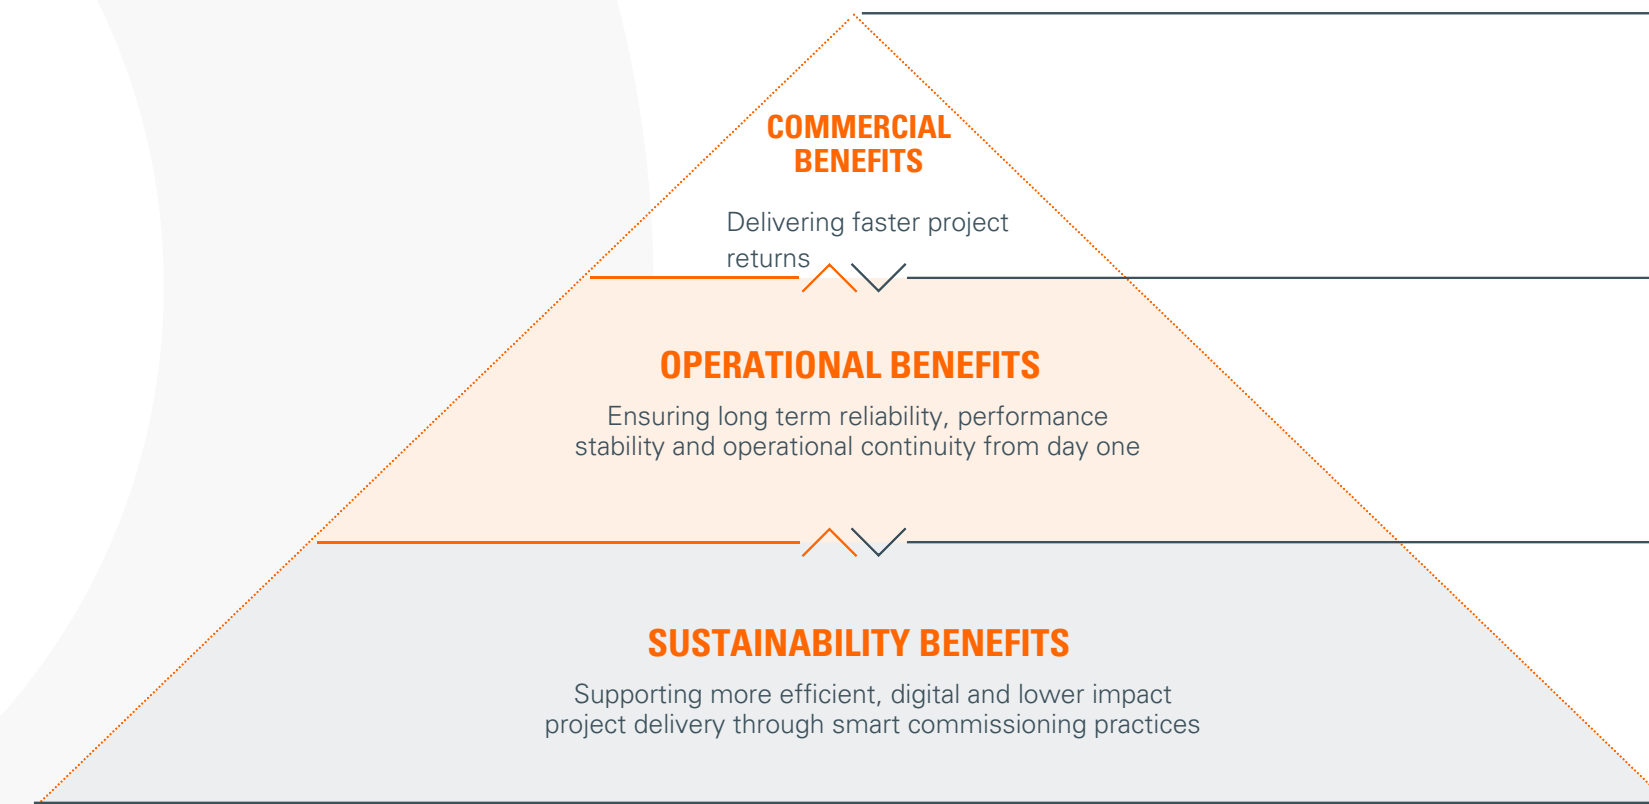 COMMERCIAL
BENEFITS
Delivering faster project
returns
OPERATIONAL BENEFITS
Ensuring long term reliability, performance
stability and operational continuity from day one
SUSTAINABILITY BENEFITS
Supporting more efficient, digital and lower impact
project delivery through smart commissioning practices